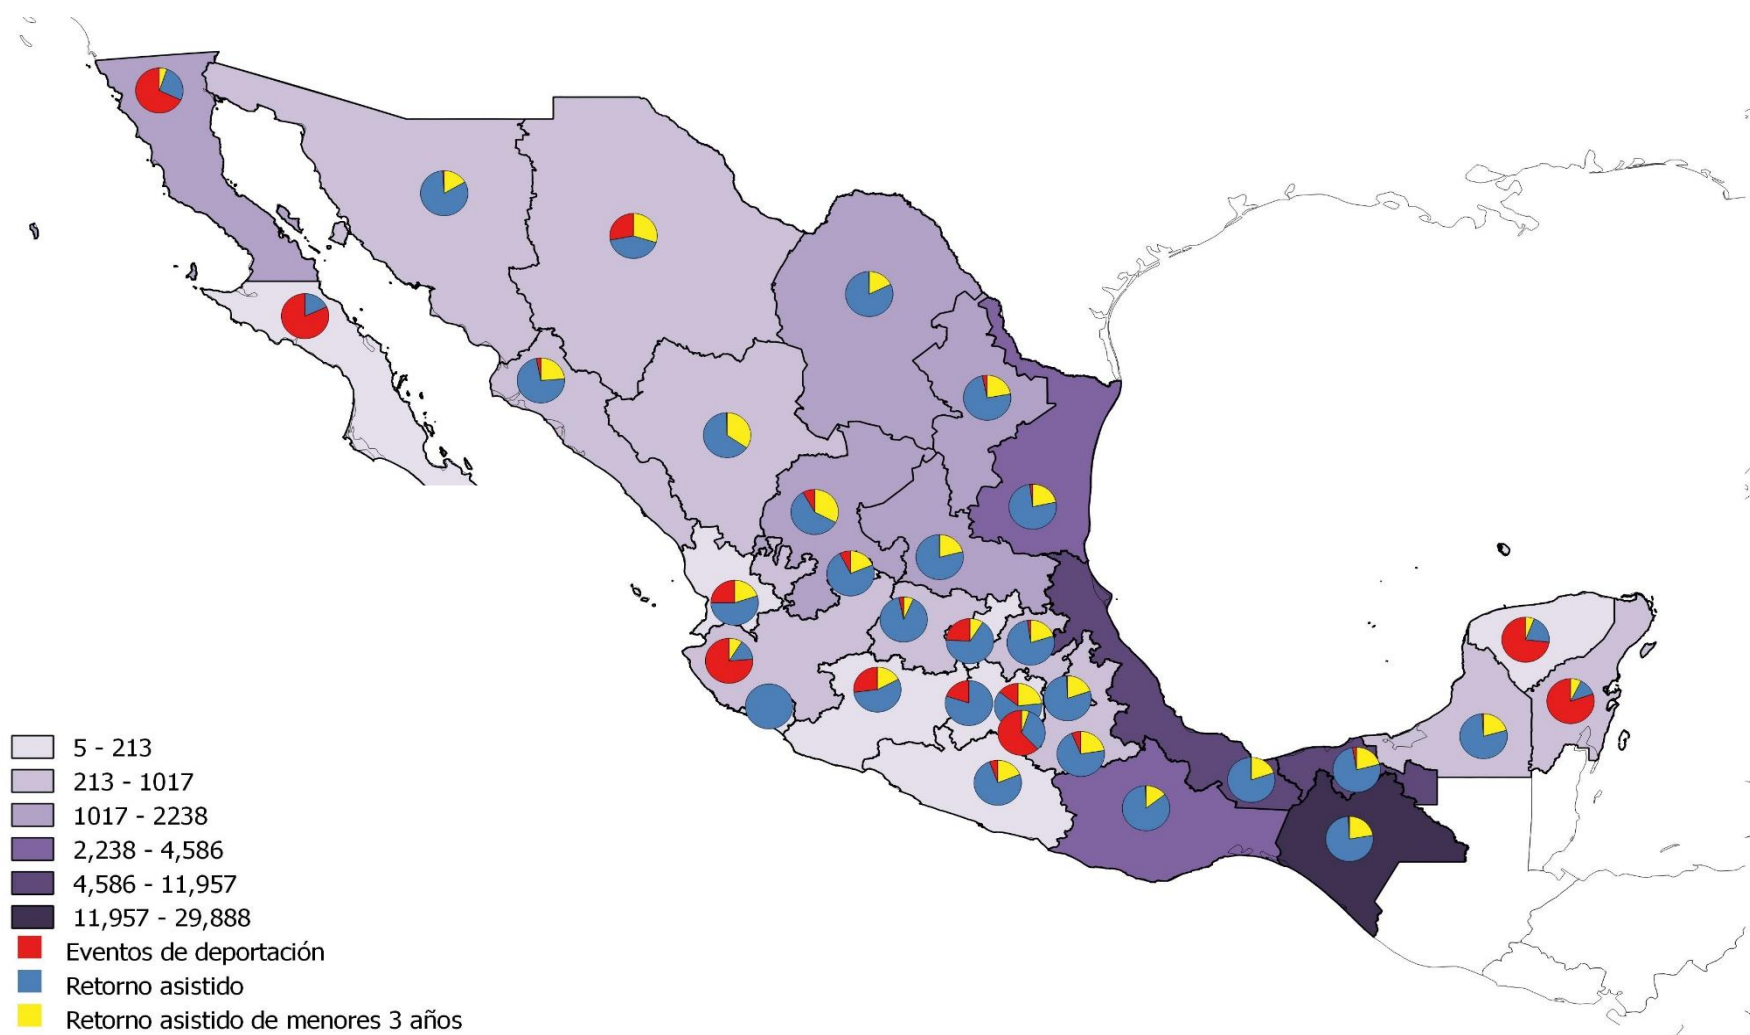 5 - 213
213 - 1017
1017 - 2238
2,238 - 4,586
4,586 - 11,957
11,957 - 29,888
Eventos de deportación
Retorno asistido
Retorno asistido de menores 3 años